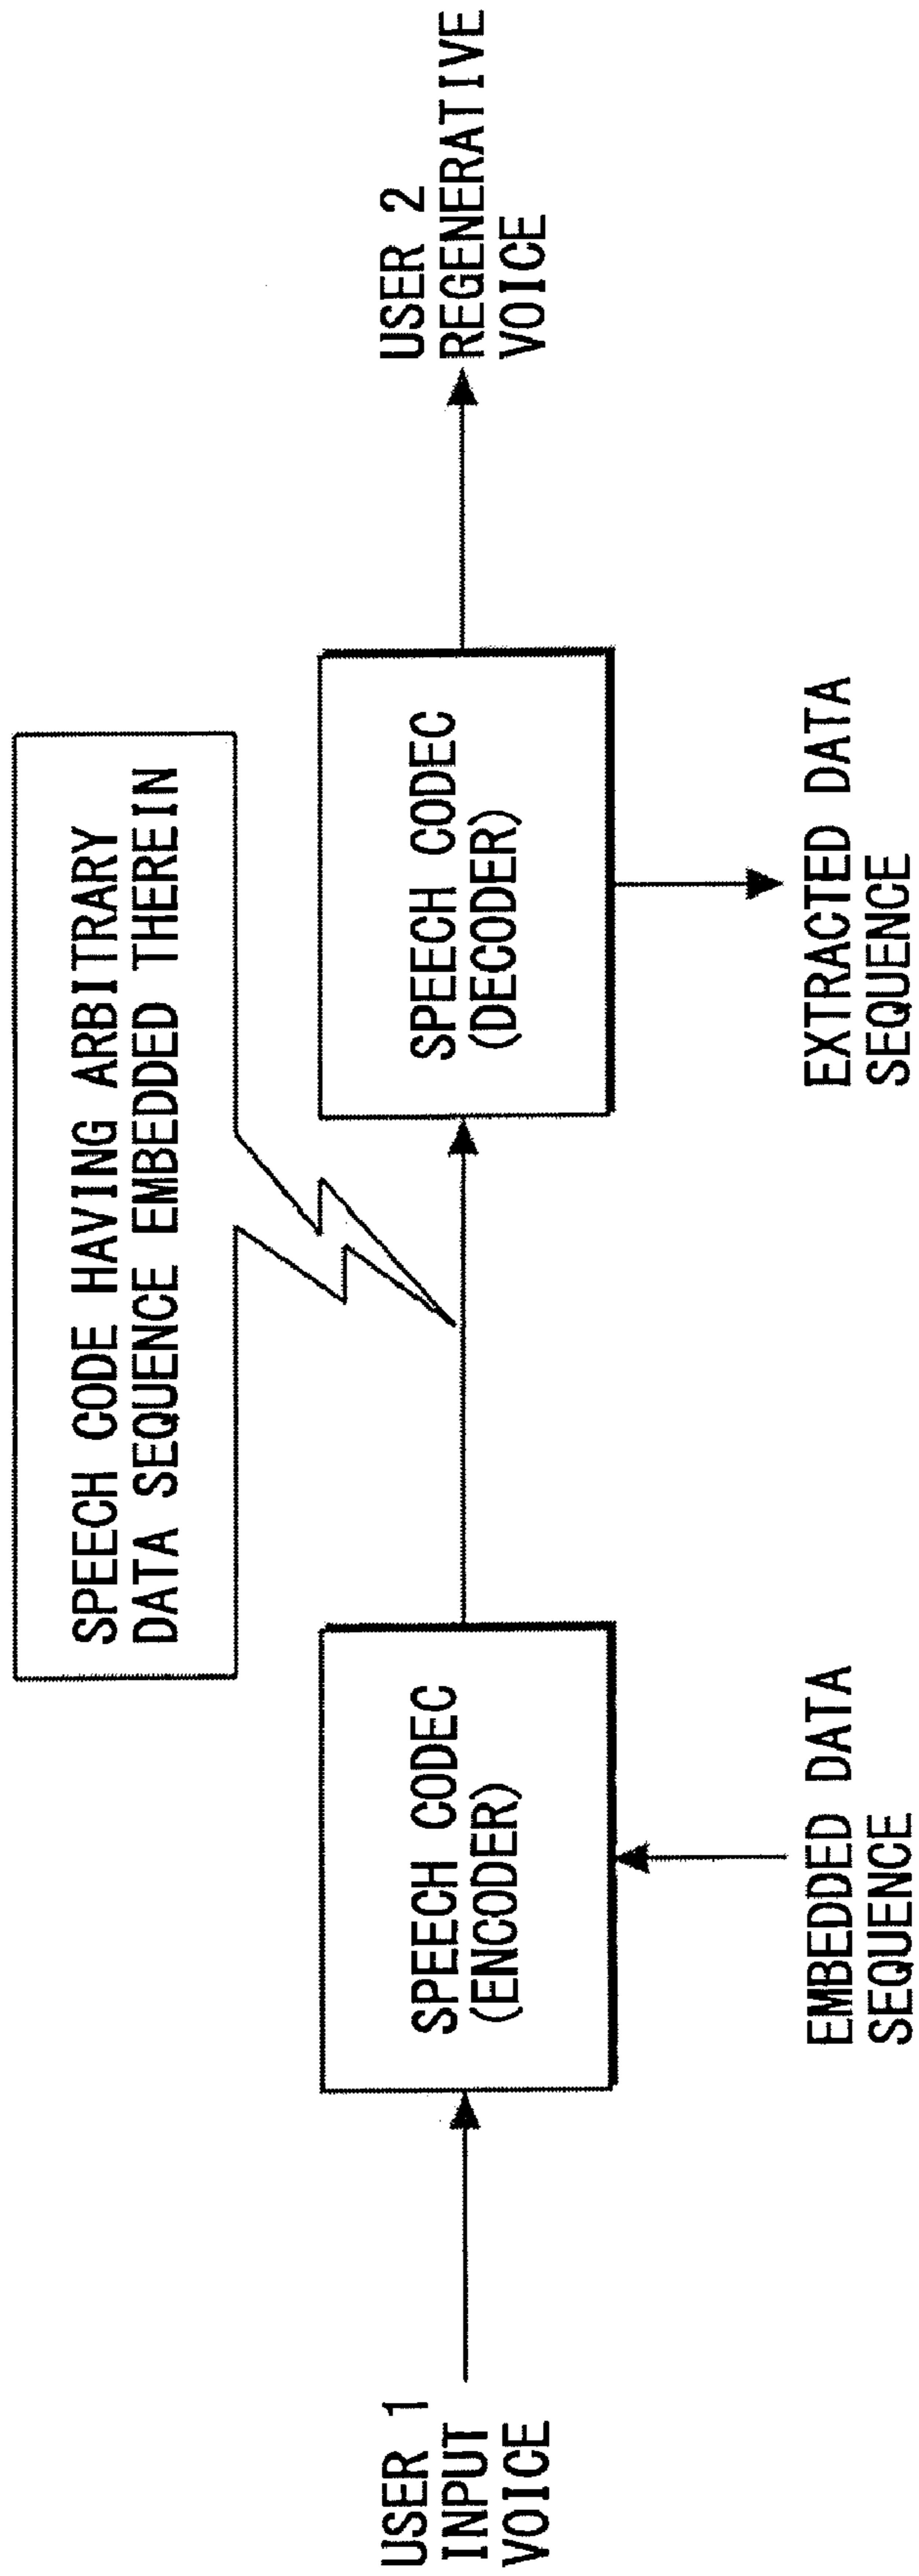 SPEECH CODE HAVING ARBITRARY
DATA SEQUENCE EMBEDDED THEREIN
USER 1
INPUT
VOICE
SPEECH CODEC
(ENCODER)
SPEECH CODEC
(DECODER)
USER 2
REGENERATIVE
VOICE
EMBEDDED DATA
SEQUENCE
EXTRACTED DATA
SEQUENCE